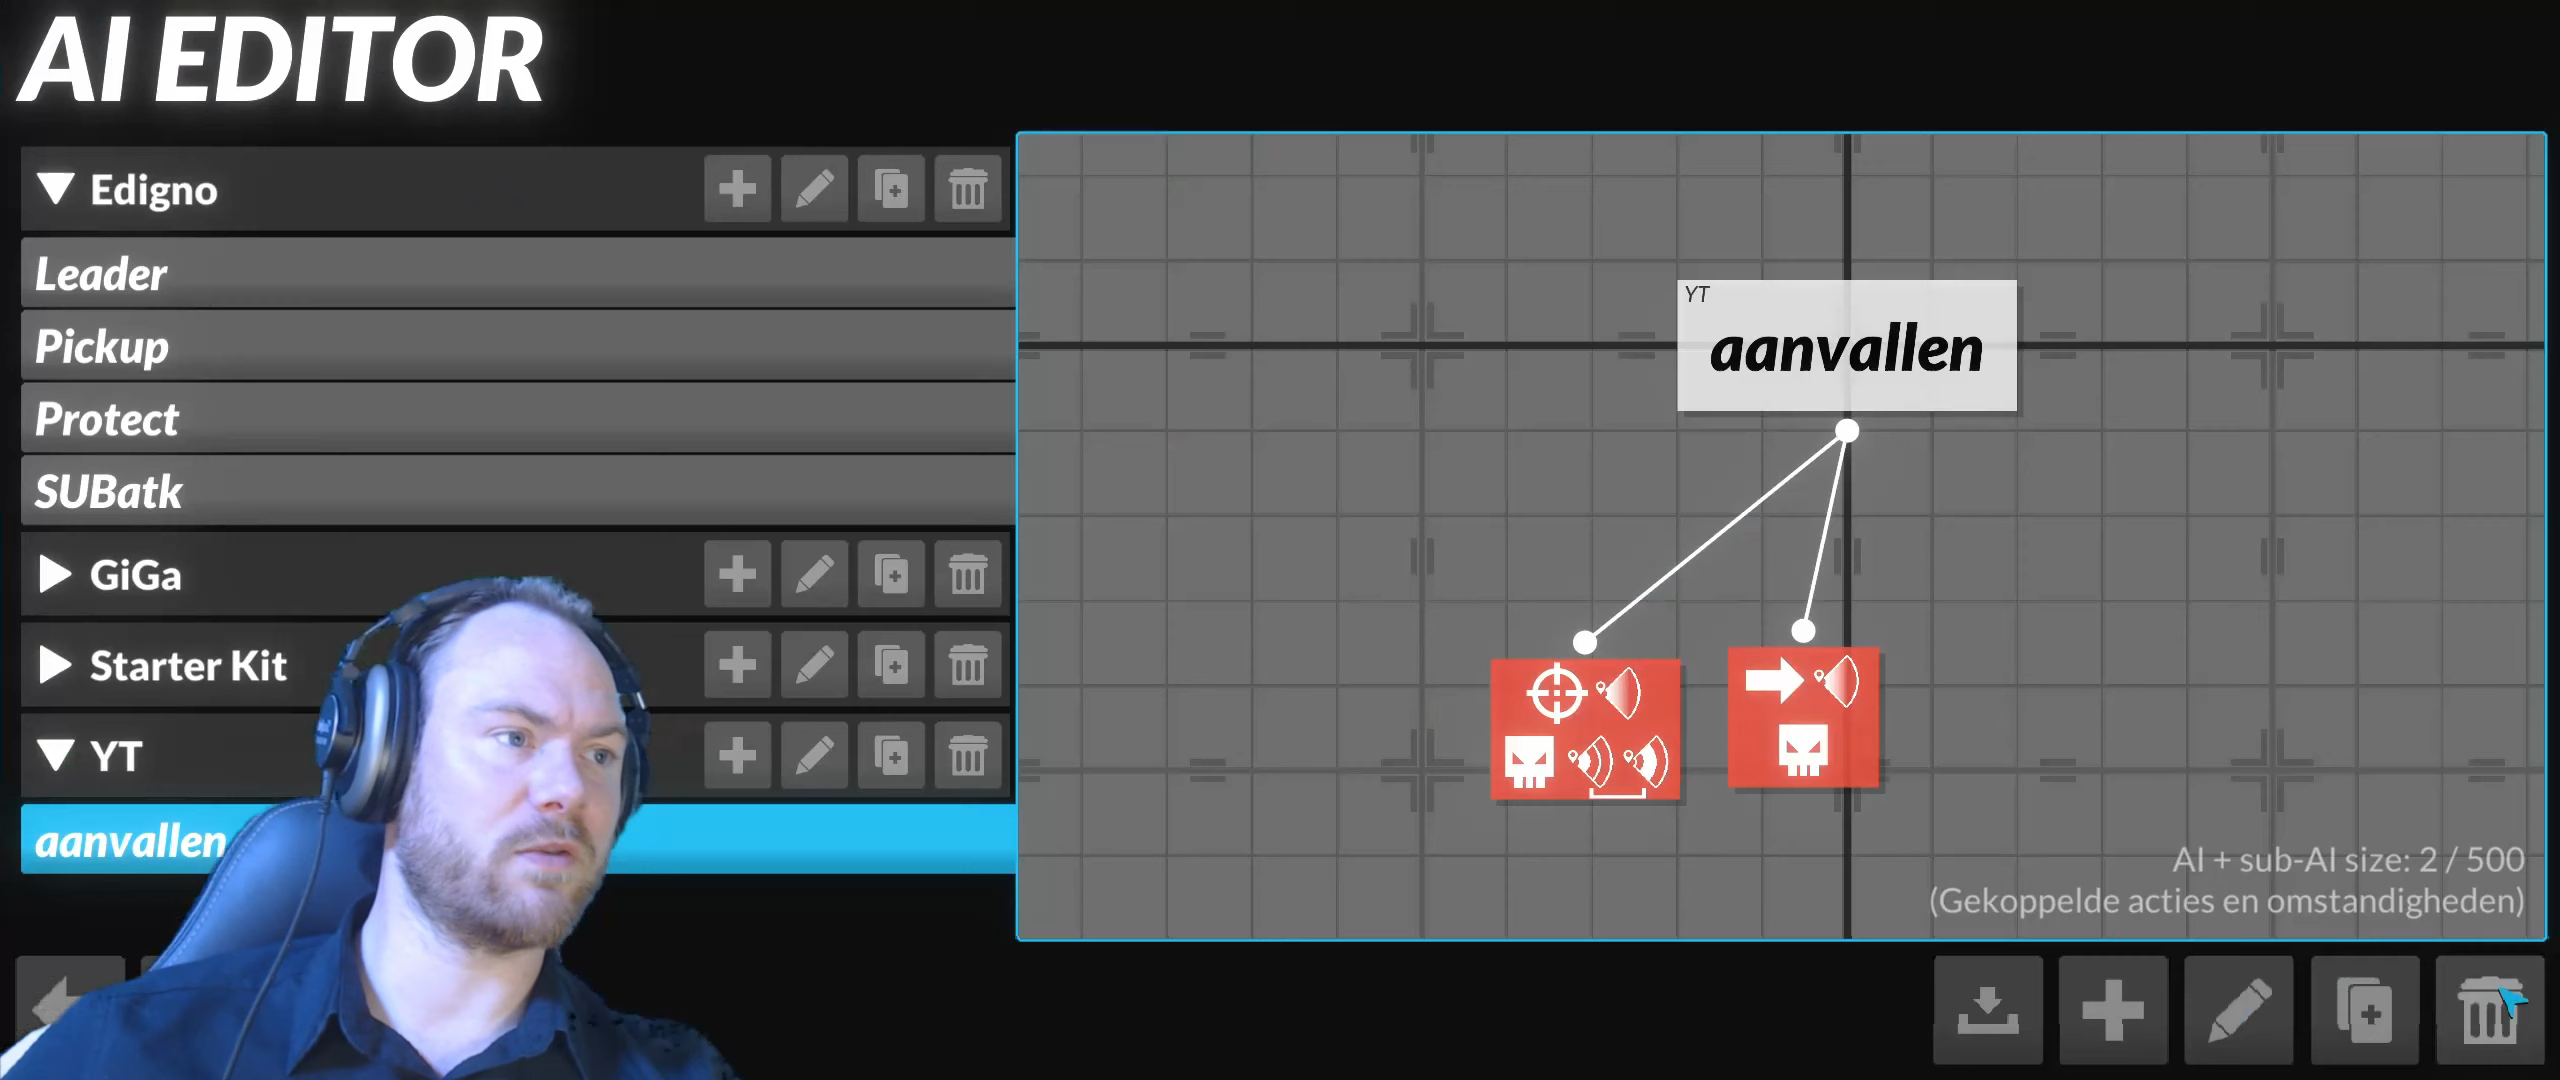 AI EDITOR
Edigno
Leader
Pickup
Protect
SUBatk
GiGa
Starter Kit
YT
aanvallen
YT
aanvallen
AI + sub-AI size: 2 / 500
(Gekoppelde acties en omstandigheden)